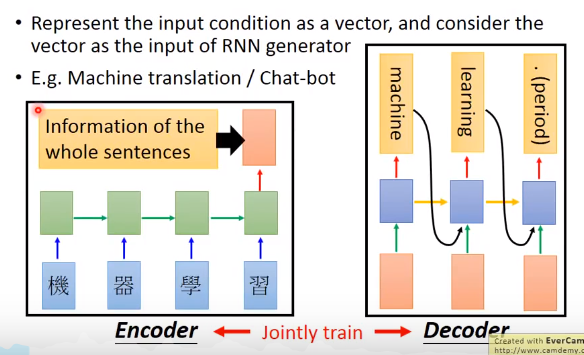 • Represent the input condition as a vector, and consider the
vector as the input of RNN generator
• E.g. Machine translation / Chat-bot
Information of the
whole sentences
機
器
學
習
machine
learning
. (period)
Encoder
Jointly train
Decoder
Created with EverCam
http://www.camdemy.c